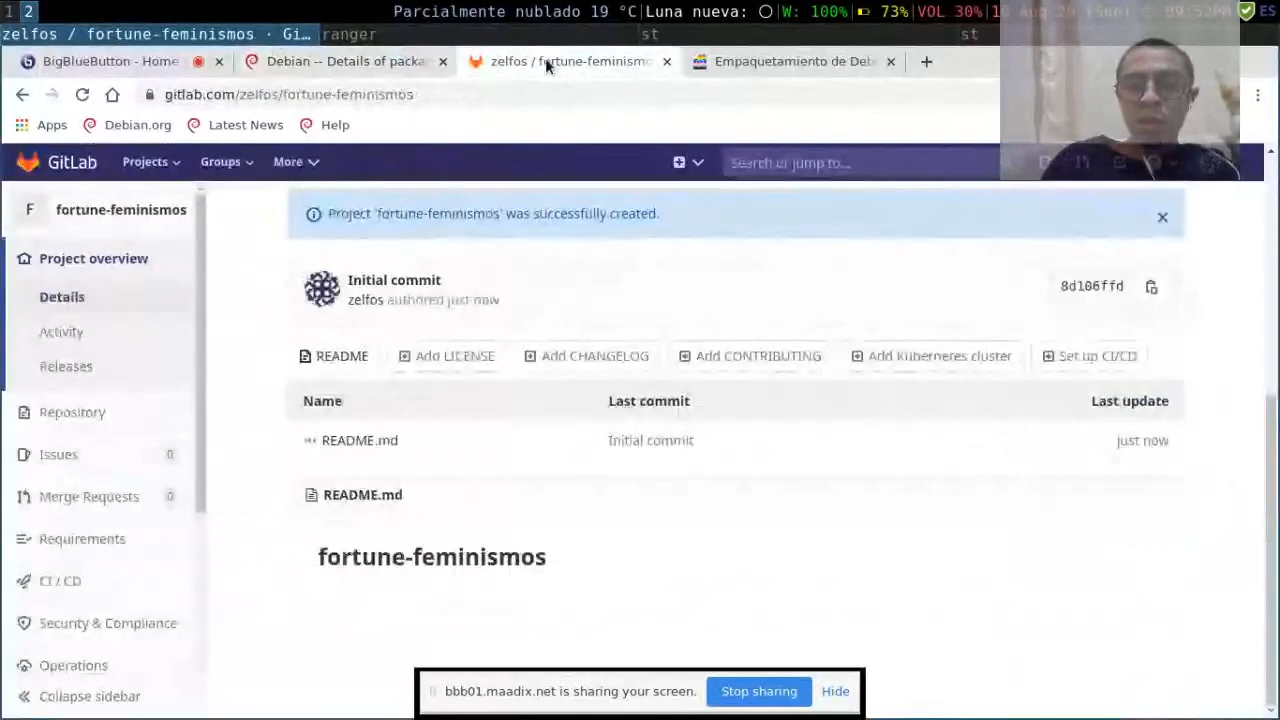 1 2 Parcialmente nublado 19 °C|Luna nueva: W: 100%| 73%|VOL 30%| ES
zelfos / fortune-feminismos · Gi… ranger st st
BigBlueButton - Home Debian -- Details of packa zelfos / fortune-feminismo Empaquetamiento de Deb
gitlab.com/zelfos/fortune-feminismos
Apps Debian.org Latest News Help
GitLab Projects Groups More Search or jump to...
F fortune-feminismos
Project 'fortune-feminismos' was successfully created.
Project overview
Details
Activity
Releases
Repository
Issues 0
Merge Requests 0
Requirements
CI / CD
Security & Compliance
Operations
Collapse sidebar
Initial commit
zelfos authored just now
8d106ffd
README Add LICENSE Add CHANGELOG Add CONTRIBUTING Add Kubernetes cluster Set up CI/CD
Name Last commit Last update
README.md Initial commit just now
README.md
fortune-feminismos
bbb01.maadix.net is sharing your screen. Stop sharing Hide